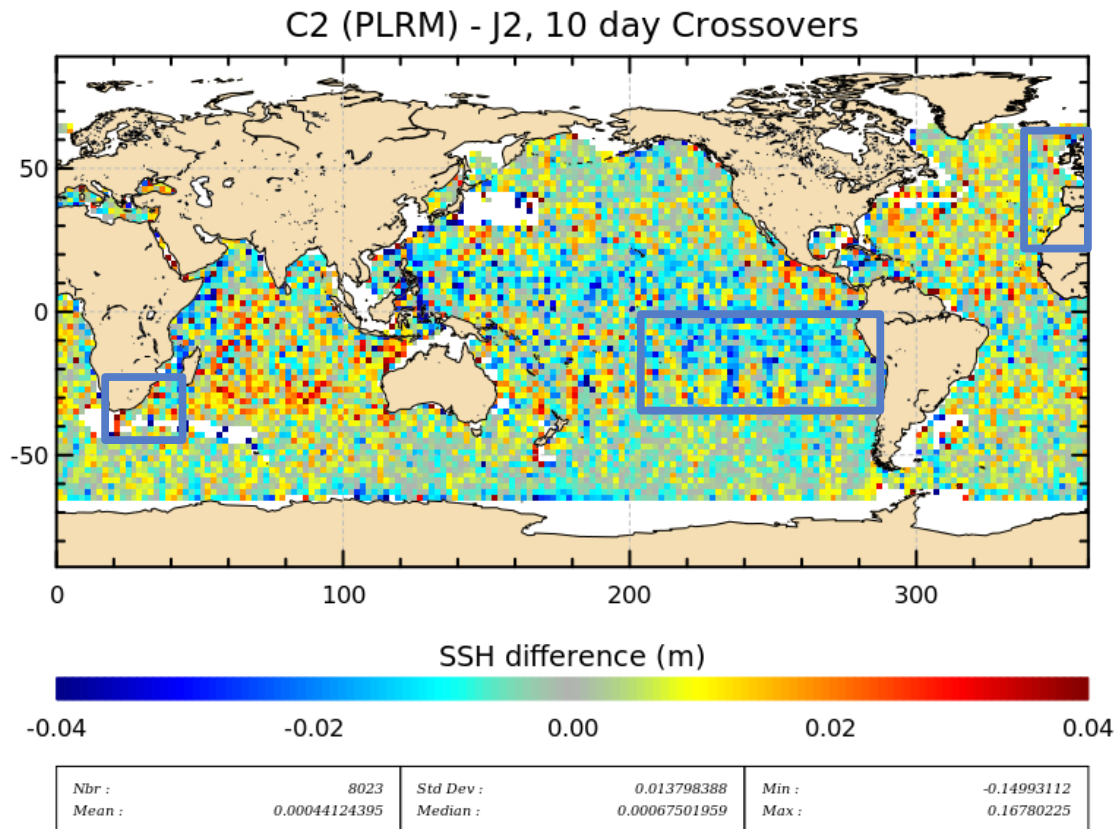 C2 (PLRM) - J2, 10 day Crossovers
50
0
-50
0 100 200 300
SSH difference (m)
-0.04 -0.02 0.00 0.02 0.04
Nbr : 8023 Std Dev : 0.013798388 Min : -0.14993112
Mean : 0.00044124395 Median : 0.00067501959 Max : 0.16780225